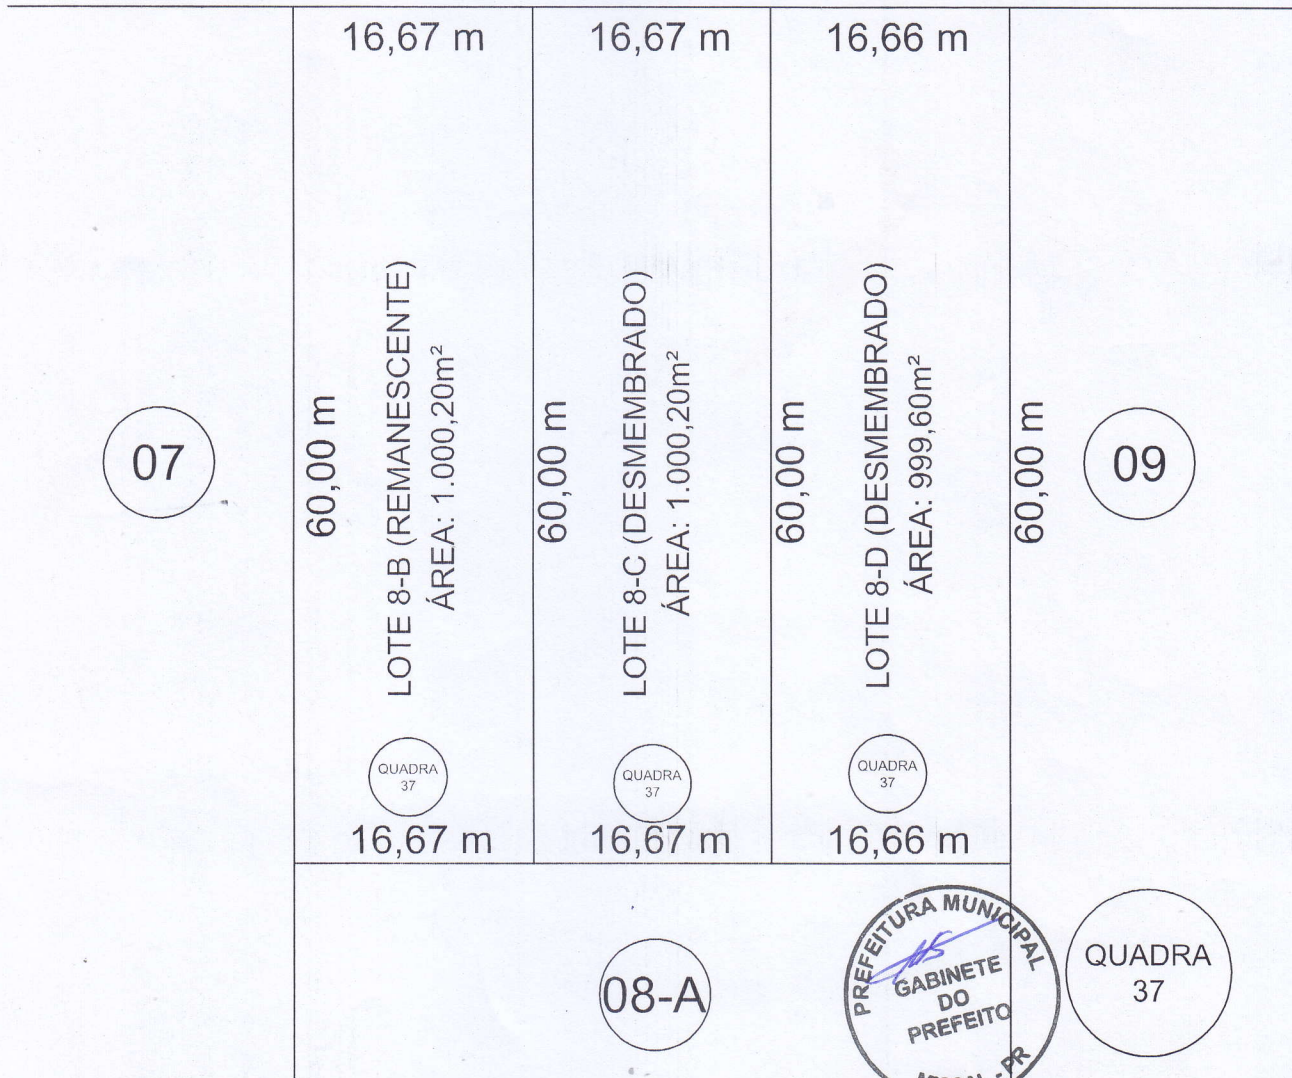 16,67 m
16,67 m
16,66 m
07
60,00 m
LOTE 8-B (REMANESCENTE)
ÁREA: 1.000,20m²
60,00 m
LOTE 8-C (DESMEMBRADO)
ÁREA: 1.000,20m²
60,00 m
LOTE 8-D (DESMEMBRADO)
ÁREA: 999,60m²
60,00 m
09
QUADRA
37
QUADRA
37
QUADRA
37
16,67 m
16,67 m
16,66 m
08-A
PREFEITURA MUNICIPAL
GABINETE
DO
PREFEITO
- PR
QUADRA
37